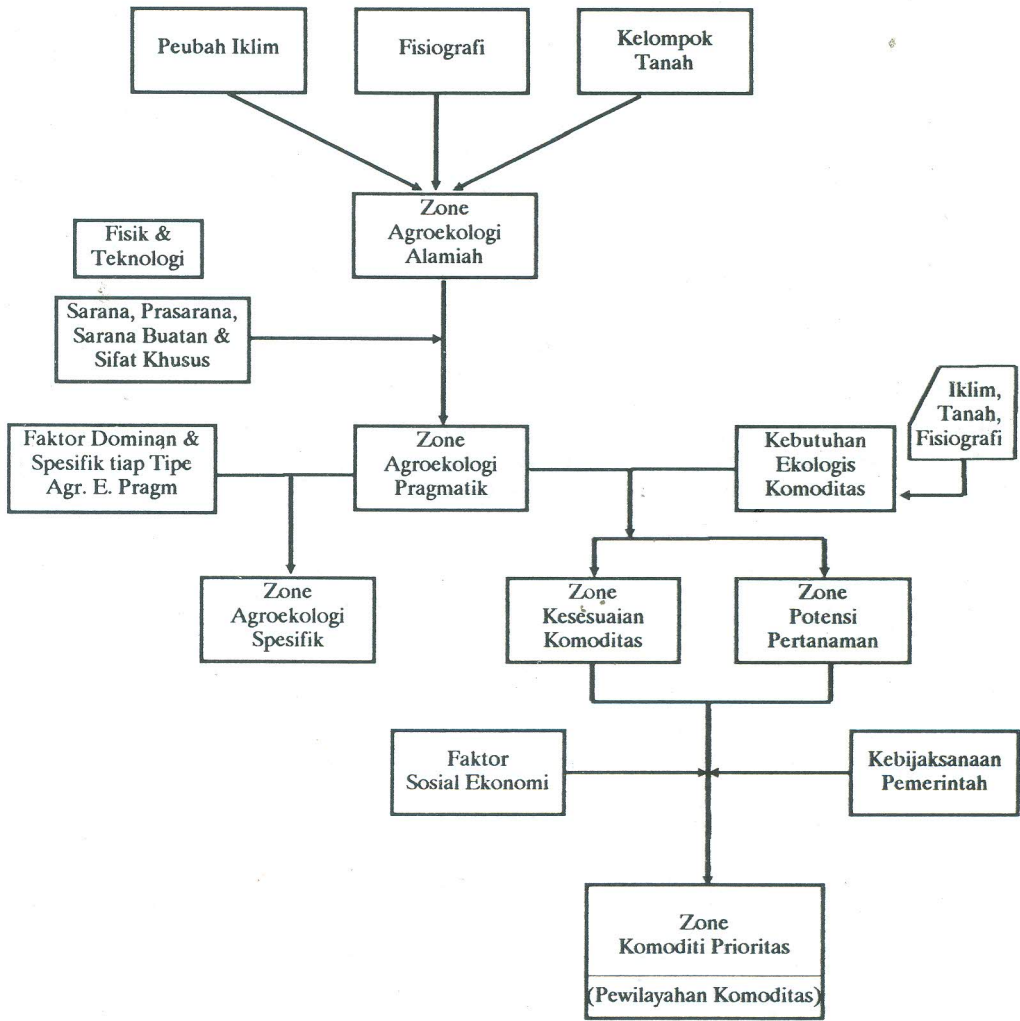 Peubah Iklim
Fisiografi
Kelompok
Tanah
Zone
Agroekologi
Alamiah
Fisik &
Teknologi
Sarana, Prasarana,
Sarana Buatan &
Sifat Khusus
Iklim,
Tanah,
Fisiografi
Faktor Dominan &
Spesifik tiap Tipe
Agr. E. Pragm
Zone
Agroekologi
Pragmatik
Kebutuhan
Ekologis
Komoditas
Zone
Agroekologi
Spesifik
Zone
Kesesuaian
Komoditas
Zone
Potensi
Pertanaman
Faktor
Sosial Ekonomi
Kebijaksanaan
Pemerintah
Zone
Komoditi Prioritas
(Pewilayahan Komoditas)